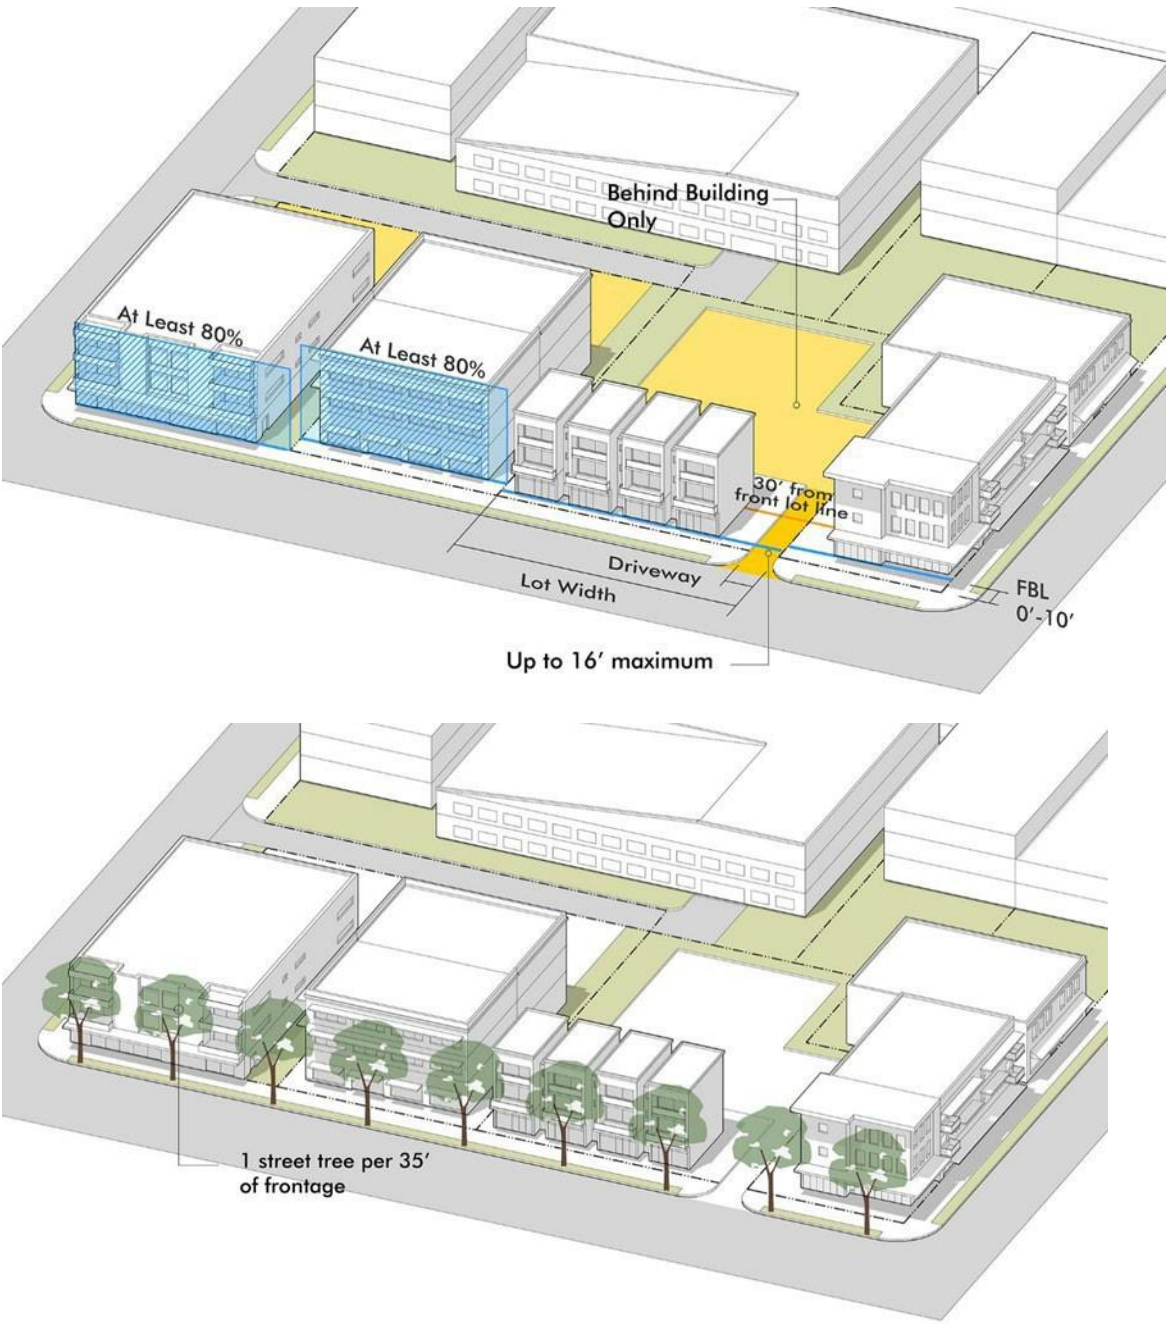 Behind Building
Only
At Least 80%
At Least 80%
30' from
front lot line
Driveway
Lot Width
FBL
0'-10'
Up to 16' maximum
1 street tree per 35'
of frontage